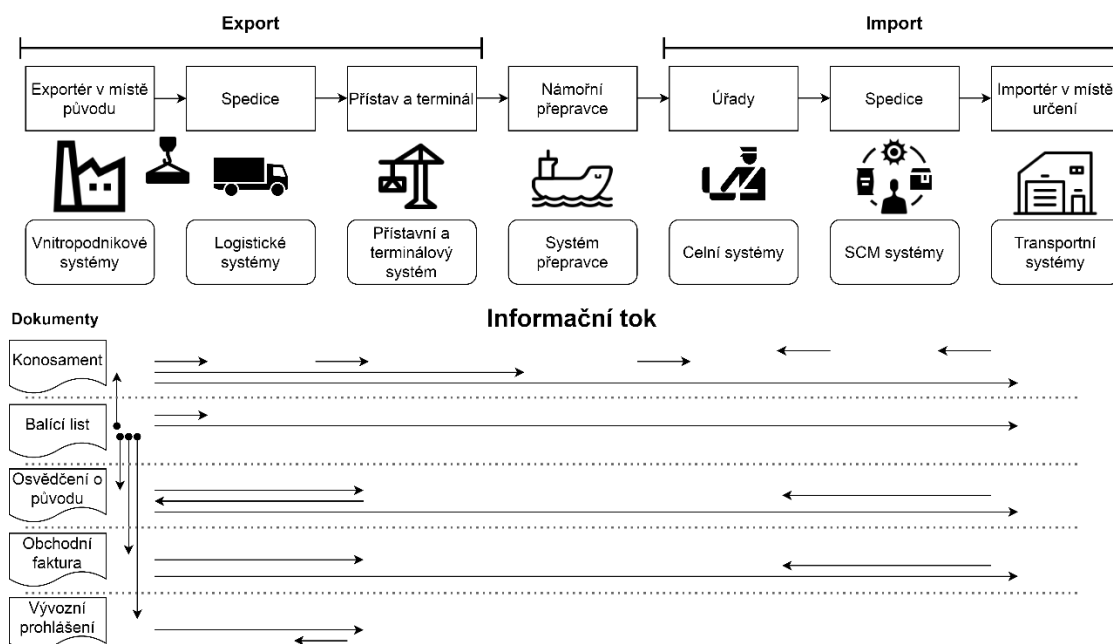 Export
Import
Exportér v místě
původu
Spedice
Přístav a terminál
Námořní
přepravce
Úřady
Spedice
Importér v místě
určení
Vnitropodnikové
systémy
Logistické
systémy
Přístavní a
terminálový
systém
Systém
přepravce
Celní systémy
SCM systémy
Transportní
systémy
Dokumenty
Informační tok
Konosament
Balící list
Osvědčení o
původu
Obchodní
faktura
Vývozní
prohlášení